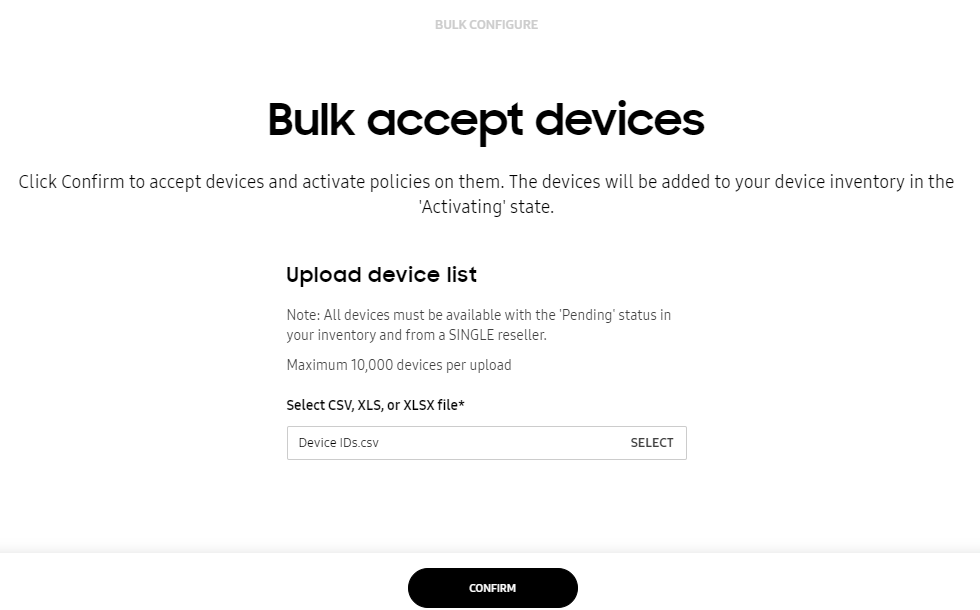 BULK CONFIGURE
Bulk accept devices
Click Confirm to accept devices and activate policies on them. The devices will be added to your device inventory in the
'Activating' state.
Upload device list
Note: All devices must be available with the 'Pending' status in
your inventory and from a SINGLE reseller.
Maximum 10,000 devices per upload
Select CSV, XLS, or XLSX file*
Device IDs.csv SELECT
CONFIRM